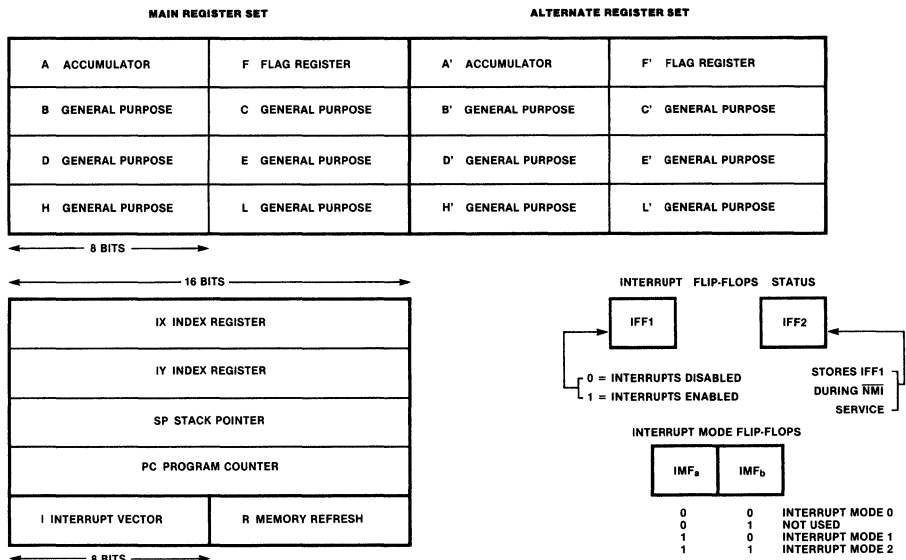 MAIN REGISTER SET ALTERNATE REGISTER SET
A ACCUMULATOR F FLAG REGISTER A' ACCUMULATOR F' FLAG REGISTER
B GENERAL PURPOSE C GENERAL PURPOSE B' GENERAL PURPOSE C' GENERAL PURPOSE
D GENERAL PURPOSE E GENERAL PURPOSE D' GENERAL PURPOSE E' GENERAL PURPOSE
H GENERAL PURPOSE L GENERAL PURPOSE H' GENERAL PURPOSE L' GENERAL PURPOSE
8 BITS
16 BITS
IX INDEX REGISTER
IY INDEX REGISTER
SP STACK POINTER
PC PROGRAM COUNTER
I INTERRUPT VECTOR R MEMORY REFRESH
8 BITS
INTERRUPT FLIP-FLOPS STATUS
IFF1 IFF2
0 = INTERRUPTS DISABLED
1 = INTERRUPTS ENABLED
STORES IFF1
DURING N̅M̅I̅
SERVICE
INTERRUPT MODE FLIP-FLOPS
IMFa IMFb
0 0 INTERRUPT MODE 0
0 1 NOT USED
1 0 INTERRUPT MODE 1
1 1 INTERRUPT MODE 2